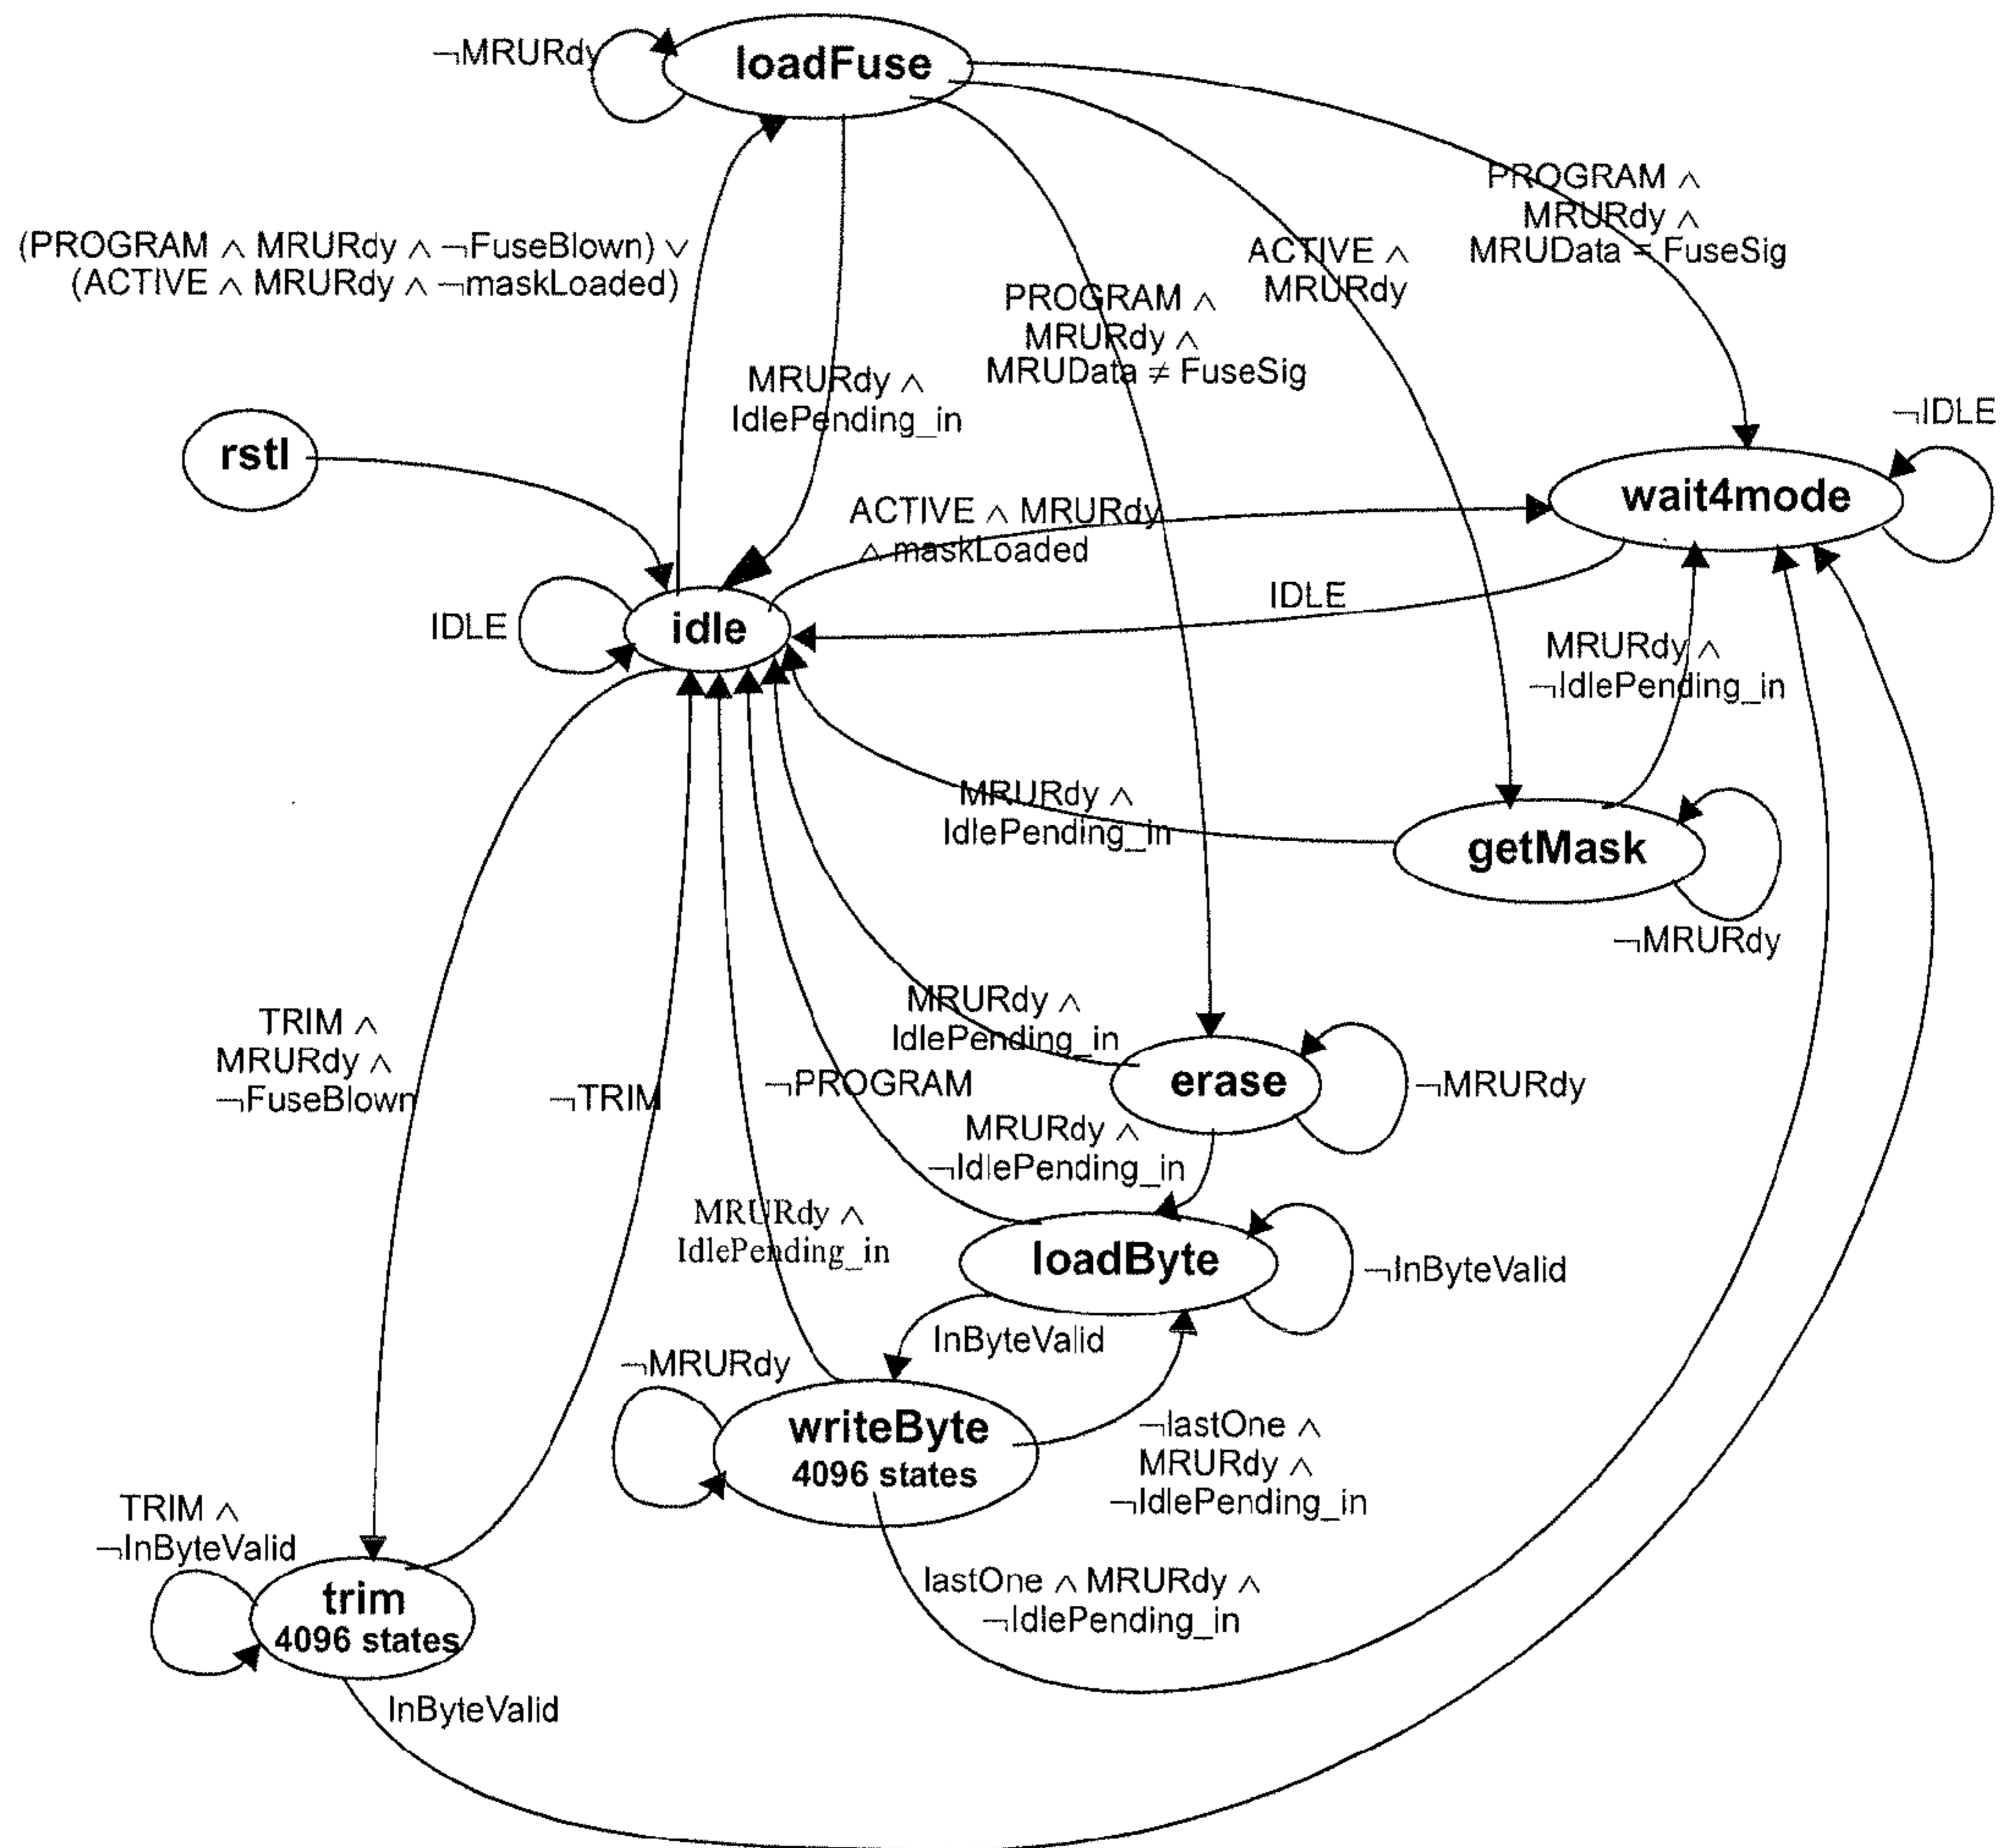 ¬MRURdy
loadFuse
PROGRAM ∧
MRURdy ∧
MRUData = FuseSig
(PROGRAM ∧ MRURdy ∧ ¬FuseBlown) ∨
(ACTIVE ∧ MRURdy ∧ ¬maskLoaded)
ACTIVE ∧
MRURdy
PROGRAM ∧
MRURdy ∧
MRUData ≠ FuseSig
MRURdy ∧
IdlePending_in
¬IDLE
rstl
wait4mode
ACTIVE ∧ MRURdy
∧ maskLoaded
IDLE
IDLE
idle
MRURdy ∧
¬IdlePending_in
MRURdy ∧
IdlePending_in
getMask
¬MRURdy
MRURdy ∧
IdlePending_in
TRIM ∧
MRURdy ∧
¬FuseBlown
¬TRIM
¬PROGRAM
erase
¬MRURdy
MRURdy ∧
¬IdlePending_in
MRURdy ∧
IdlePending_in
loadByte
¬InByteValid
InByteValid
¬MRURdy
writeByte
4096 states
¬lastOne ∧
MRURdy ∧
¬IdlePending_in
TRIM ∧
¬InByteValid
lastOne ∧ MRURdy ∧
¬IdlePending_in
trim
4096 states
InByteValid